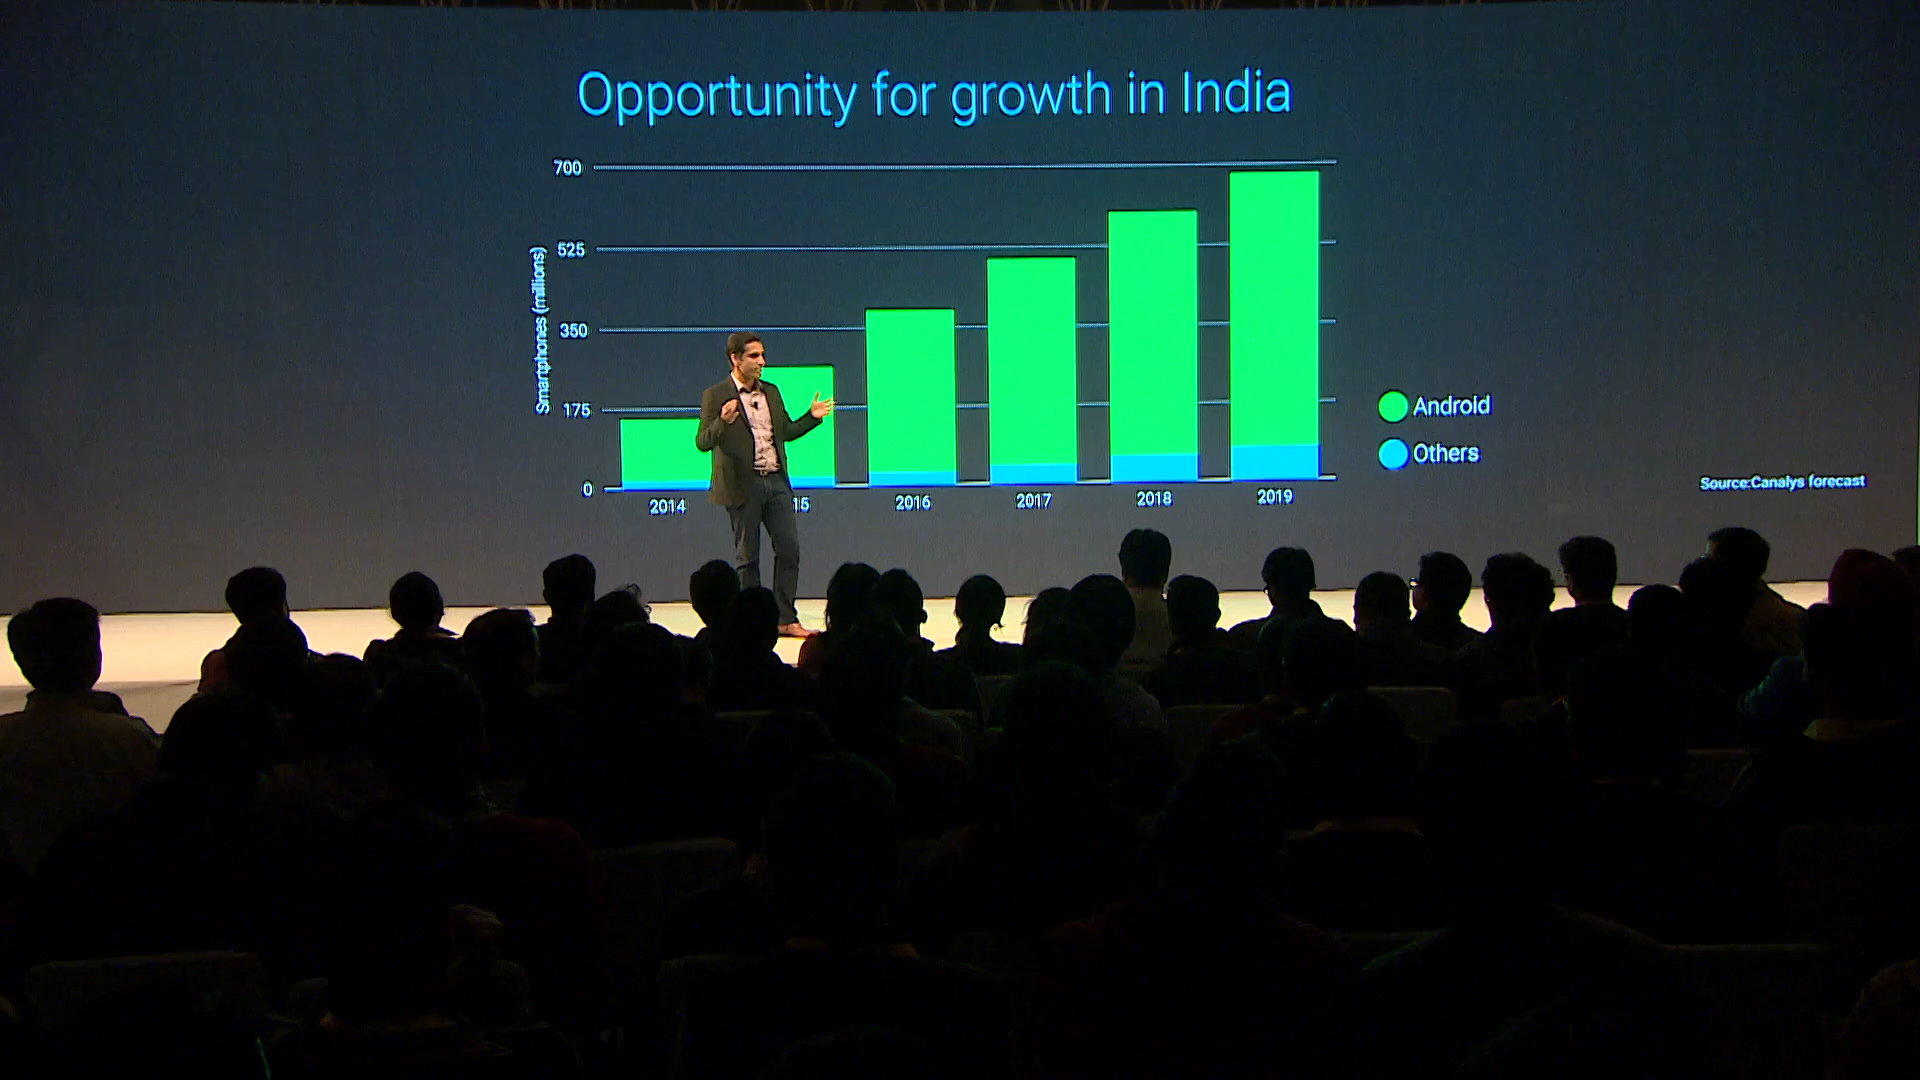 Opportunity for growth in India
700
525
350
175
0
Smartphones (millions)
2014
15
2016
2017
2018
2019
Android
Others
Source:Canalys forecast